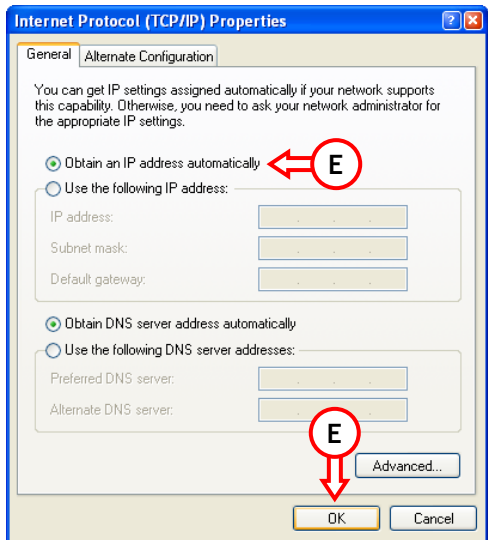 Internet Protocol (TCP/IP) Properties
General
Alternate Configuration
You can get IP settings assigned automatically if your network supports
this capability. Otherwise, you need to ask your network administrator for
the appropriate IP settings.
Obtain an IP address automatically
E
Use the following IP address:
IP address:
Subnet mask:
Default gateway:
Obtain DNS server address automatically
Use the following DNS server addresses:
Preferred DNS server:
Alternate DNS server:
E
Advanced...
OK
Cancel